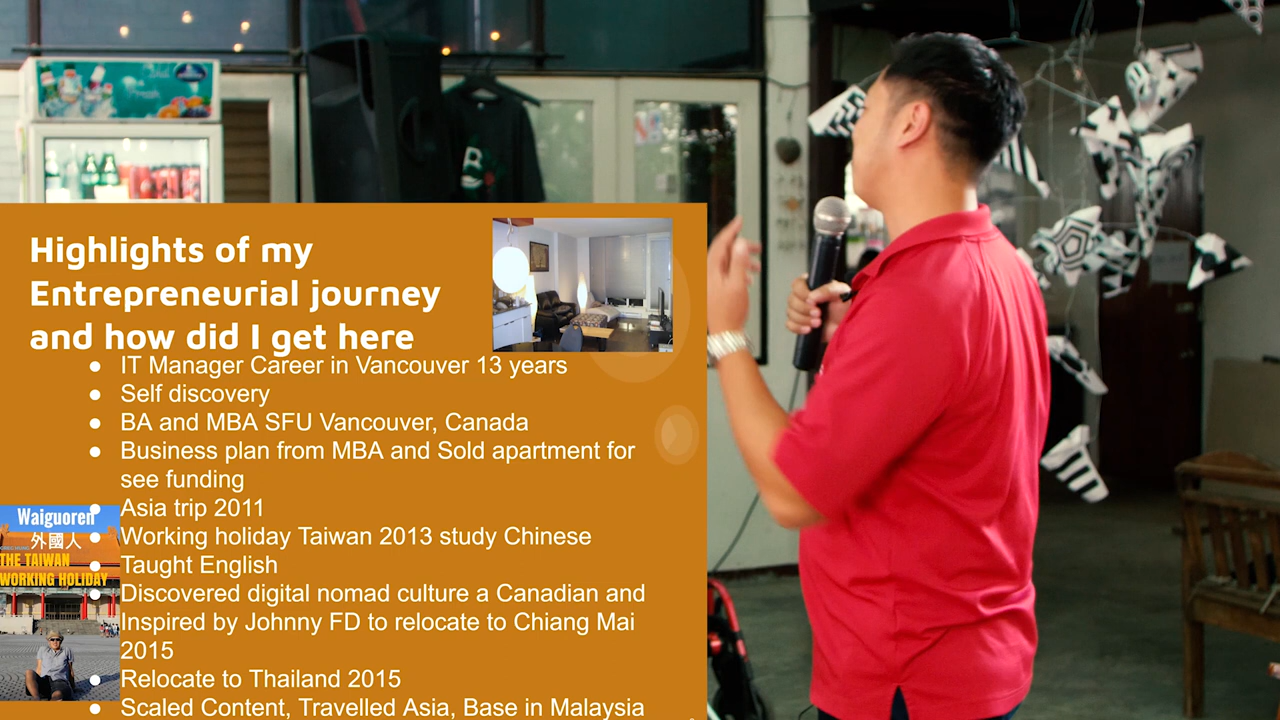 Highlights of my
Entrepreneurial journey
and how did I get here
● IT Manager Career in Vancouver 13 years
● Self discovery
● BA and MBA SFU Vancouver, Canada
● Business plan from MBA and Sold apartment for
see funding
● Asia trip 2011
● Working holiday Taiwan 2013 study Chinese
● Taught English
● Discovered digital nomad culture a Canadian and
Inspired by Johnny FD to relocate to Chiang Mai
2015
● Relocate to Thailand 2015
● Scaled Content, Travelled Asia, Base in Malaysia
Waiguoren
外國人
THE TAIWAN
WORKING HOLIDAY